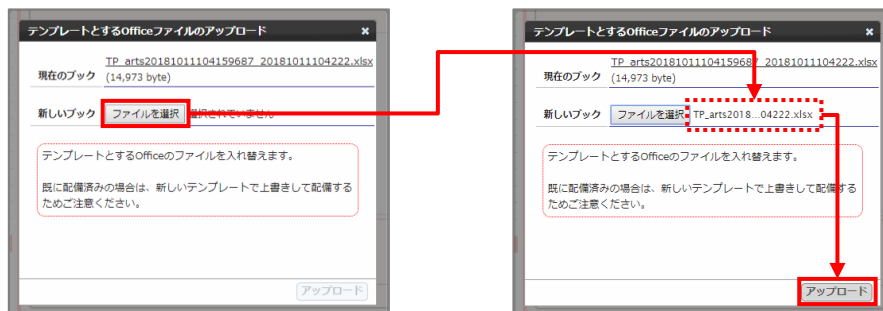 テンプレートとするOfficeファイルのアップロード ×
TP_arts20181011104159687_20181011104222.xlsx
現在のブック (14,973 byte)
新しいブック ファイルを選択 選択されていません
テンプレートとするOfficeのファイルを入れ替えます。
既に配備済みの場合は、新しいテンプレートで上書きして配備する
ためご注意ください。
アップロード
テンプレートとするOfficeファイルのアップロード ×
TP_arts20181011104159687_20181011104222.xlsx
現在のブック (14,973 byte)
新しいブック ファイルを選択 TP_arts2018...04222.xlsx
テンプレートとするOfficeのファイルを入れ替えます。
既に配備済みの場合は、新しいテンプレートで上書きして配備する
ためご注意ください。
アップロード